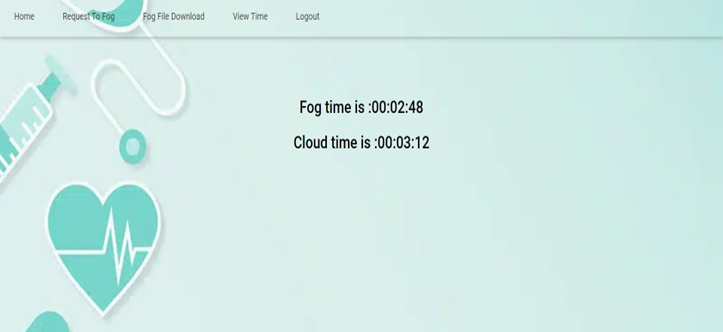 Home Request To Fog Fog File Download View Time Logout
Fog time is :00:02:48
Cloud time is :00:03:12